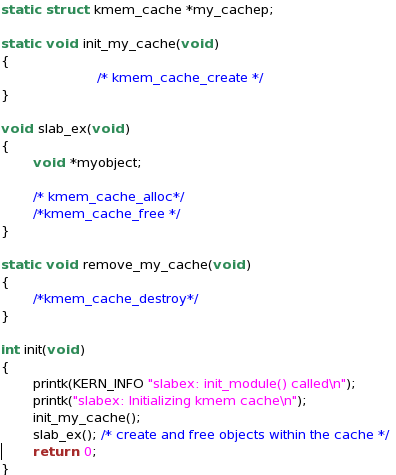 static struct kmem_cache *my_cachep;
static void init_my_cache(void)
{
/* kmem_cache_create */
}
void slab_ex(void)
{
void *myobject;
/* kmem_cache_alloc*/
/*kmem_cache_free */
}
static void remove_my_cache(void)
{
/*kmem_cache_destroy*/
}
int init(void)
{
printk(KERN_INFO "slabex: init_module() called\n");
printk("slabex: Initializing kmem cache\n");
init_my_cache();
slab_ex(); /* create and free objects within the cache */
return 0;
}